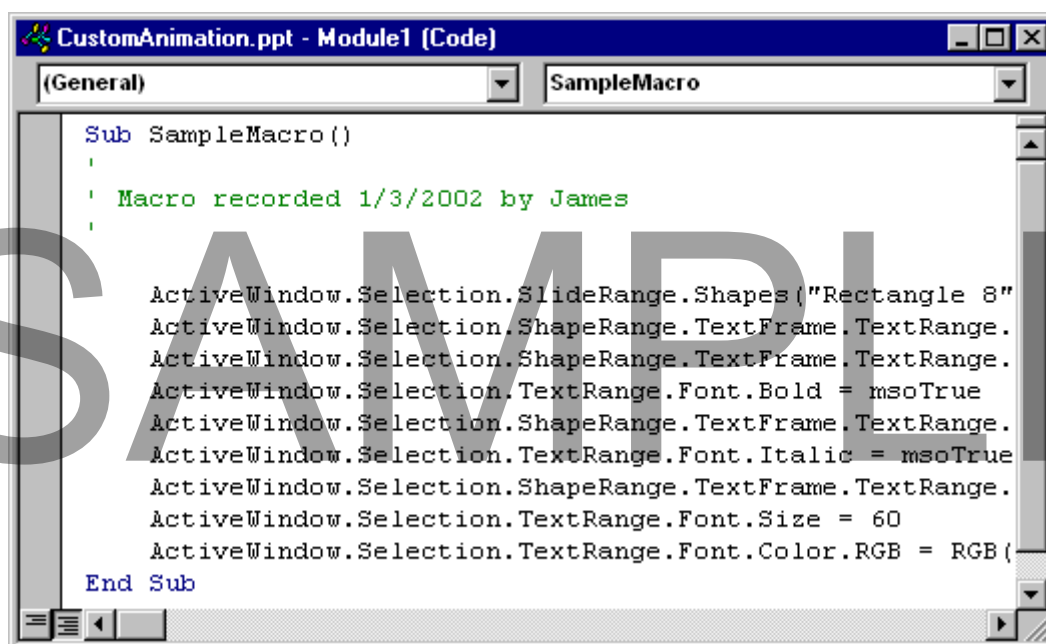 CustomAnimation.ppt - Module1 (Code)
(General) SampleMacro
Sub SampleMacro()
'
' Macro recorded 1/3/2002 by James
'
ActiveWindow.Selection.SlideRange.Shapes("Rectangle 8"
ActiveWindow.Selection.ShapeRange.TextFrame.TextRange.
ActiveWindow.Selection.ShapeRange.TextFrame.TextRange.
ActiveWindow.Selection.TextRange.Font.Bold = msoTrue
ActiveWindow.Selection.ShapeRange.TextFrame.TextRange.
ActiveWindow.Selection.TextRange.Font.Italic = msoTrue
ActiveWindow.Selection.ShapeRange.TextFrame.TextRange.
ActiveWindow.Selection.TextRange.Font.Size = 60
ActiveWindow.Selection.TextRange.Font.Color.RGB = RGB(
End Sub
SAMPL